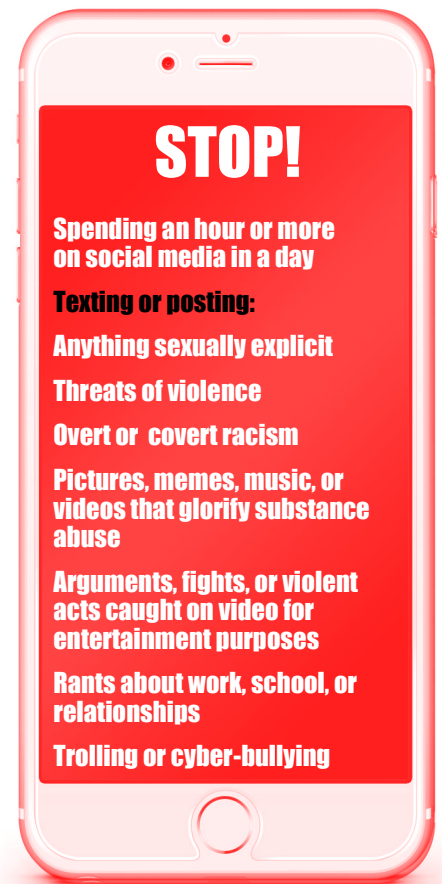 STOP!
Spending an hour or more
on social media in a day
Texting or posting:
Anything sexually explicit
Threats of violence
Overt or  covert racism
Pictures, memes, music, or
videos that glorify substance
abuse
Arguments, fights, or violent
acts caught on video for
entertainment purposes
Rants about work, school, or
relationships
Trolling or cyber-bullying